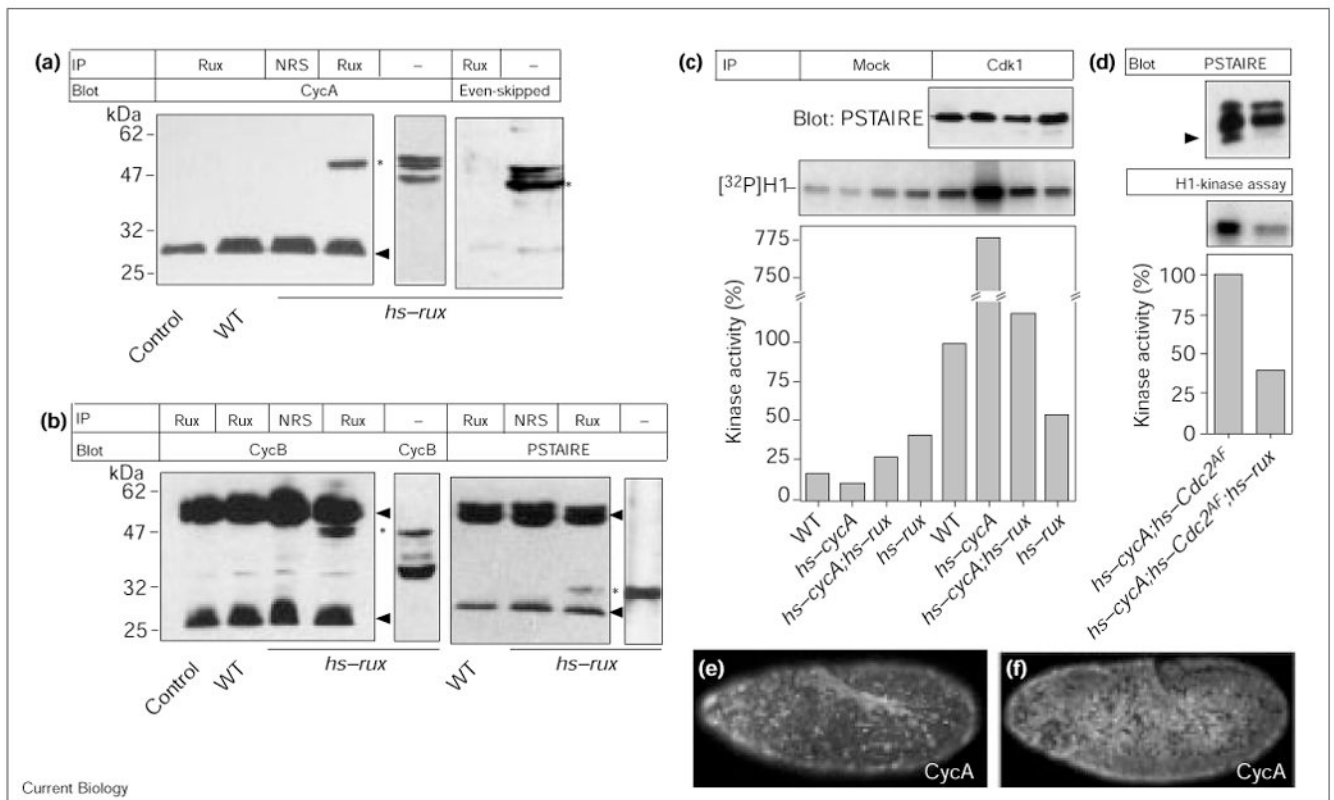 (a)
IP Rux NRS Rux – Rux –
Blot CycA Even-skipped
kDa
62
47
32
25
*
*
Control
WT
hs–rux
(b)
IP Rux Rux NRS Rux – Rux NRS Rux –
Blot CycB CycB PSTAIRE
kDa
62
47
32
25
*
*
Control
WT
hs–rux
WT
hs–rux
(c)
IP Mock Cdk1
Blot: PSTAIRE
[³²P]H1
Kinase activity (%)
775
750
100
75
50
25
0
WT
hs–cycA
hs–cycA;hs–rux
hs–rux
WT
hs–cycA
hs–cycA;hs–rux
hs–rux
(d)
Blot PSTAIRE
H1-kinase assay
Kinase activity (%)
100
75
50
25
0
hs–cycA;hs–Cdc2ᴬᶠ
hs–cycA;hs–Cdc2ᴬᶠ;hs–rux
(e)
CycA
(f)
CycA
Current Biology